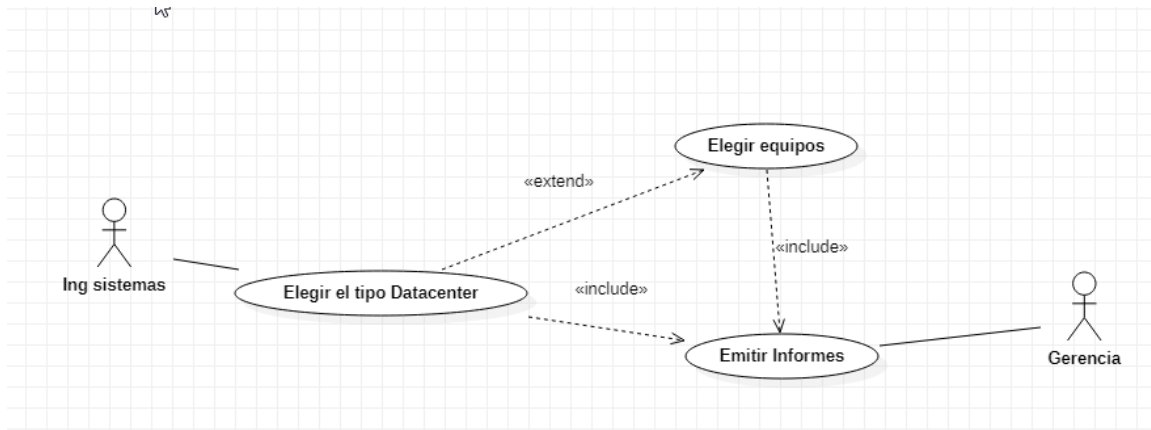 Elegir equipos
«extend»
«include»
Ing sistemas
Elegir el tipo Datacenter
«include»
Emitir Informes
Gerencia